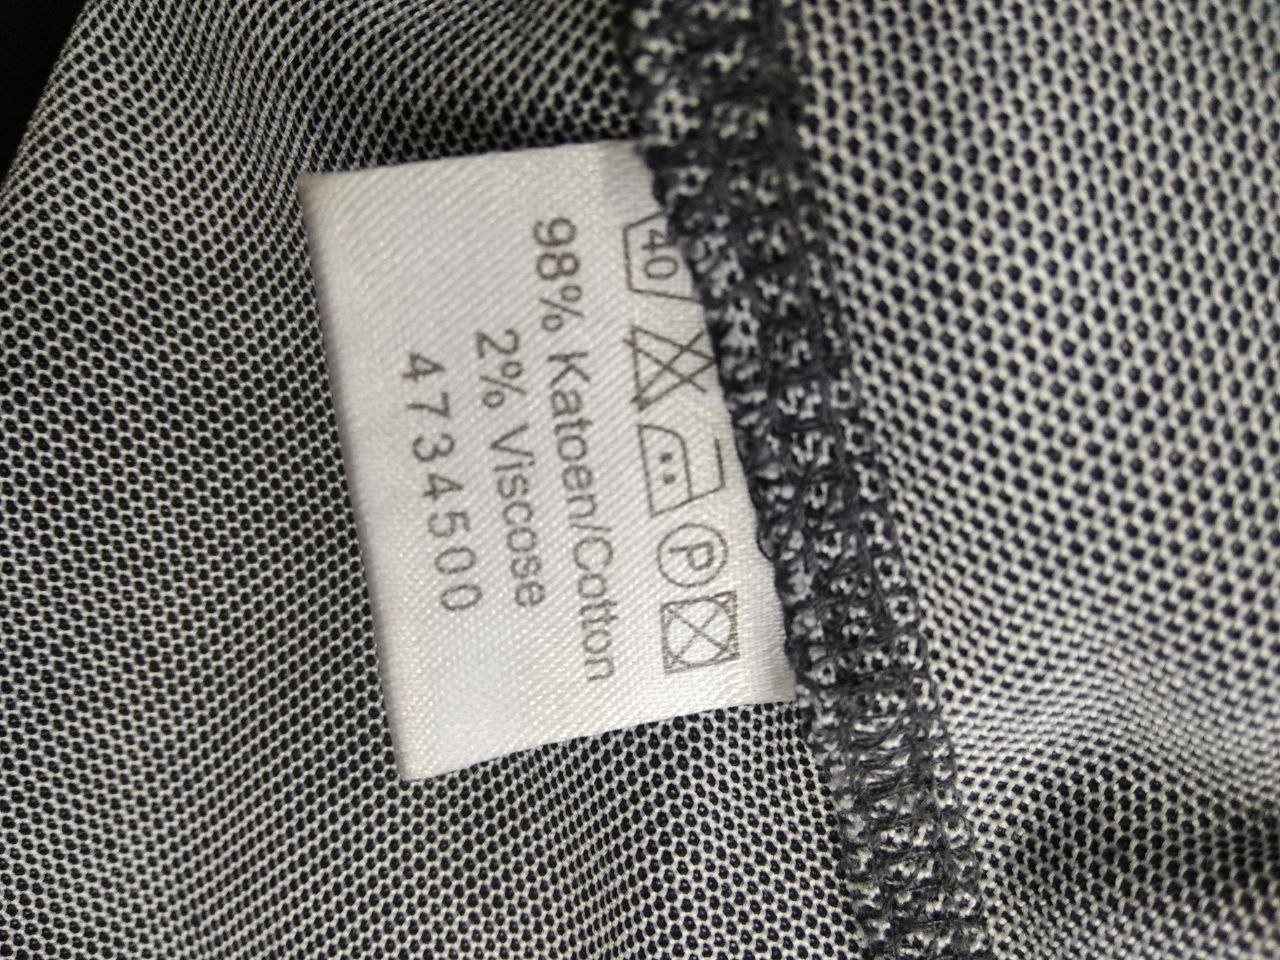 40
P
98% Katoen/Cotton
2% Viscose
4734500